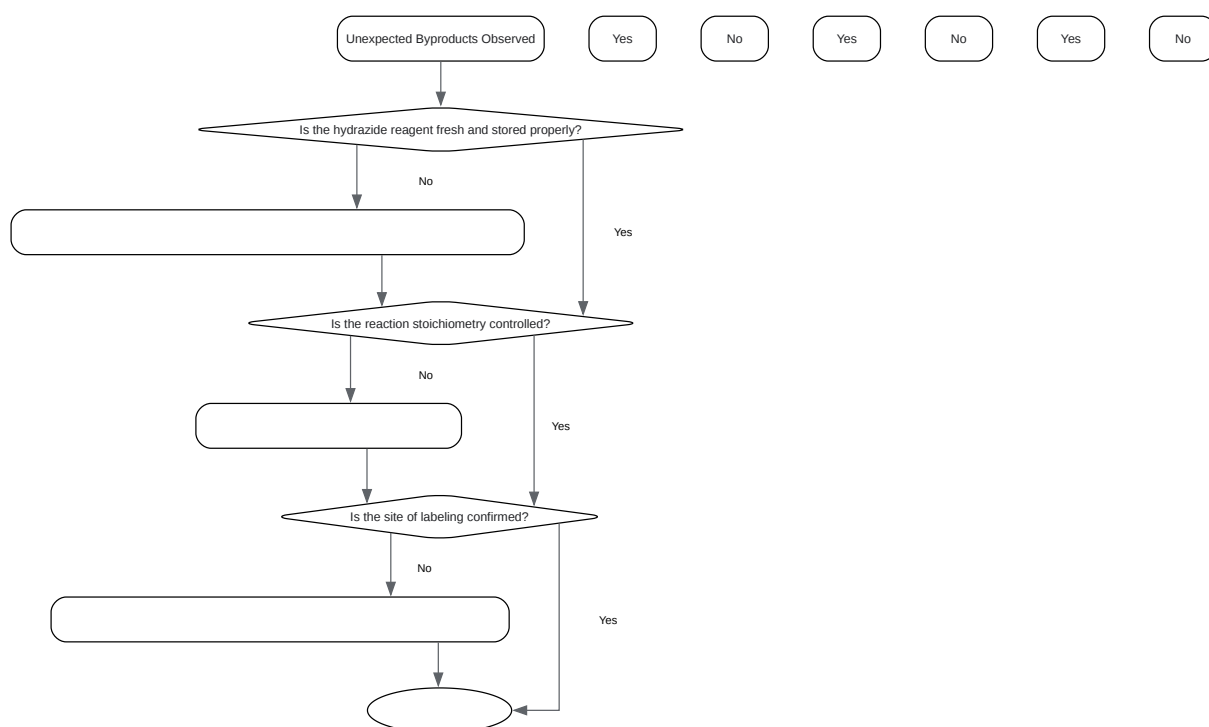 Unexpected Byproducts Observed
Yes
No
Yes
No
Yes
No
Is the hydrazide reagent fresh and stored properly?
No
Yes
Is the reaction stoichiometry controlled?
No
Yes
Is the site of labeling confirmed?
No
Yes